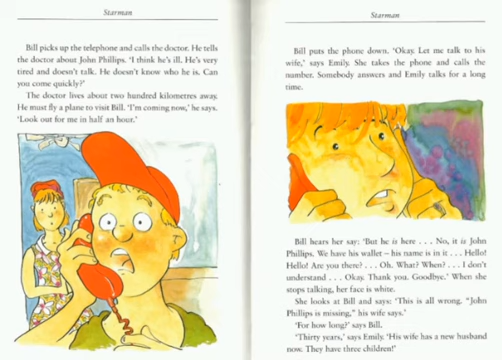 Starman
Bill picks up the telephone and calls the doctor. He tells
the doctor about John Phillips. 'I think he's ill. He's very
tired and doesn't talk. He doesn't know who he is. Can
you come quickly?'
The doctor lives about two hundred kilometres away.
He must fly a plane to visit Bill. 'I'm coming now,' he says.
'Look out for me in half an hour.'
Starman
Bill puts the phone down. 'Okay. Let me talk to his
wife,' says Emily. She takes the phone and calls the
number. Somebody answers and Emily talks for a long
time.
Bill hears her say: 'But he is here . . . No, it is John
Phillips. We have his wallet – his name is in it . . . Hello!
Hello! Are you there? . . . Oh. What? When? . . . I don't
understand . . . Okay. Thank you. Goodbye.' When she
stops talking, her face is white.
She looks at Bill and says: 'This is all wrong. "John
Phillips is missing," his wife says.'
'For how long?' says Bill.
'Thirty years,' says Emily. 'His wife has a new husband
now. They have three children!'